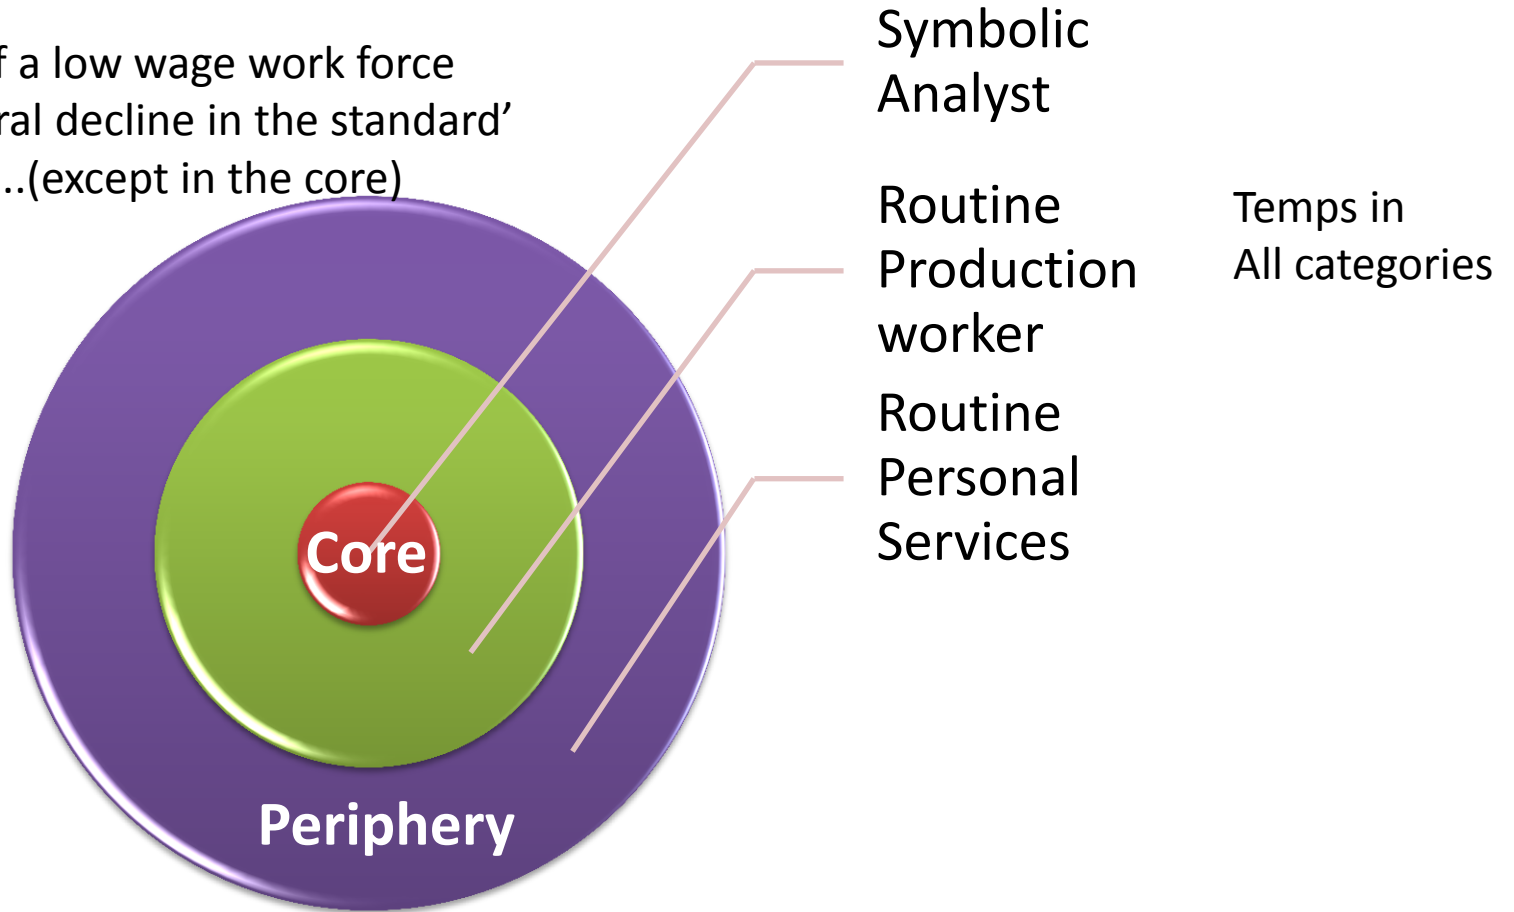 a low wage work force
decline in the standard’
..(except in the core)
Symbolic
Analyst
Routine
Production
worker
Temps in
All categories
Routine
Personal
Services
Core
Periphery